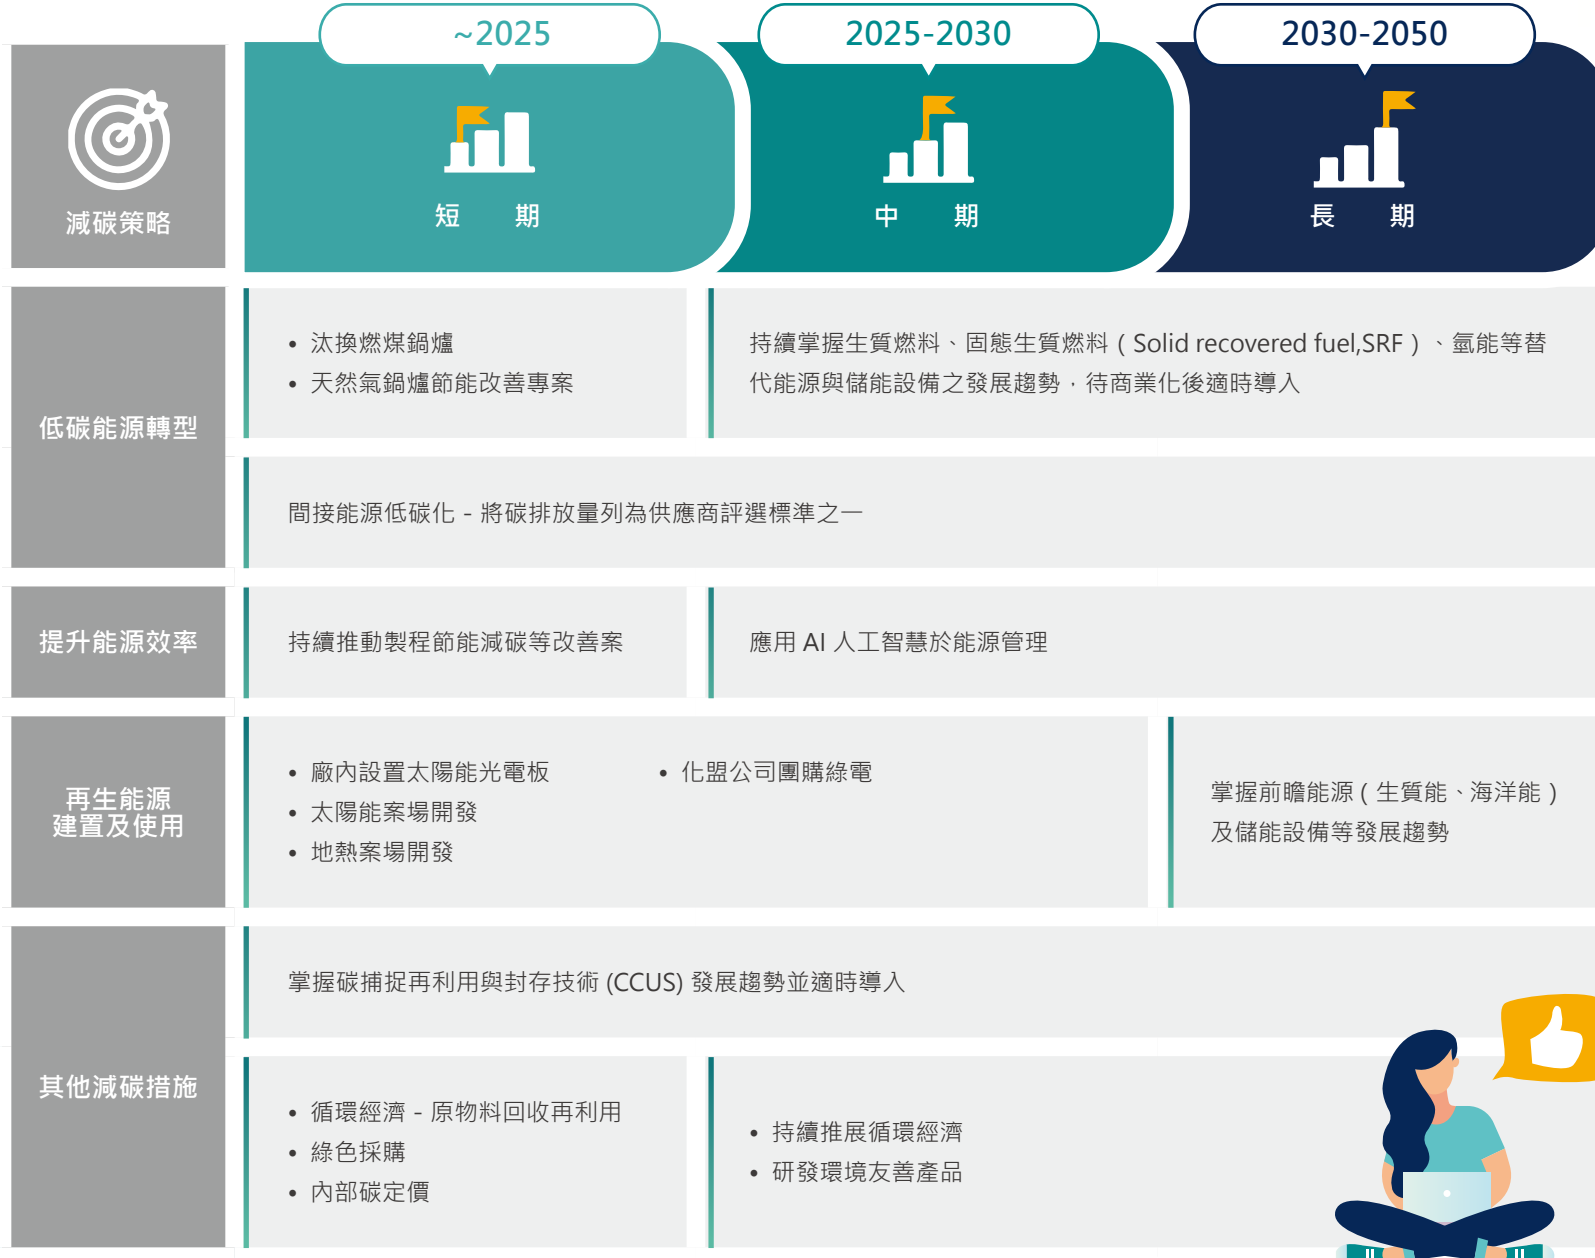 ~2025
2025-2030
2030-2050
減碳策略
短期
中期
長期
低碳能源轉型
• 汰換燃煤鍋爐
• 天然氣鍋爐節能改善專案
持續掌握生質燃料、固態生質燃料（Solid recovered fuel,SRF）、氫能等替
代能源與儲能設備之發展趨勢，待商業化後適時導入
間接能源低碳化 - 將碳排放量列為供應商評選標準之一
提升能源效率
持續推動製程節能減碳等改善案
應用 AI 人工智慧於能源管理
再生能源
建置及使用
• 廠內設置太陽能光電板
• 太陽能案場開發
• 地熱案場開發
• 化盟公司團購綠電
掌握前瞻能源（生質能、海洋能）
及儲能設備等發展趨勢
其他減碳措施
掌握碳捕捉再利用與封存技術 (CCUS) 發展趨勢並適時導入
• 循環經濟 - 原物料回收再利用
• 綠色採購
• 內部碳定價
• 持續推展循環經濟
• 研發環境友善產品